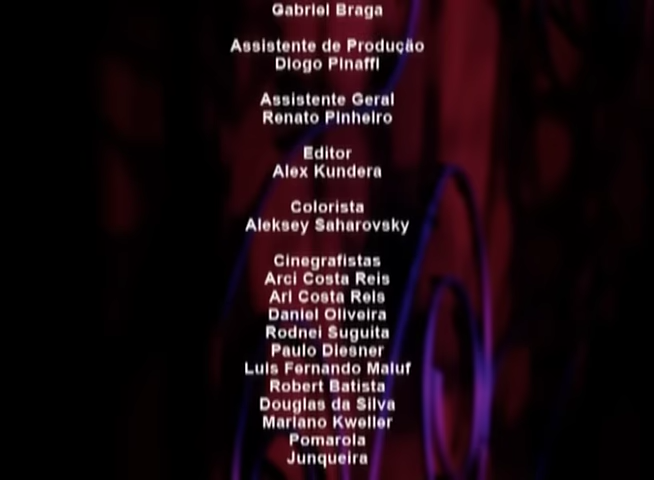 Gabriel Braga
Assistente de Produção
Diogo Pinaffi
Assistente Geral
Renato Pinheiro
Editor
Alex Kundera
Colorista
Aleksey Saharovsky
Cinegrafistas
Arci Costa Reis
Ari Costa Reis
Daniel Oliveira
Rodnei Suguita
Paulo Diesner
Luis Fernando Maluf
Robert Batista
Douglas da Silva
Mariano Kweller
Pomarola
Junqueira